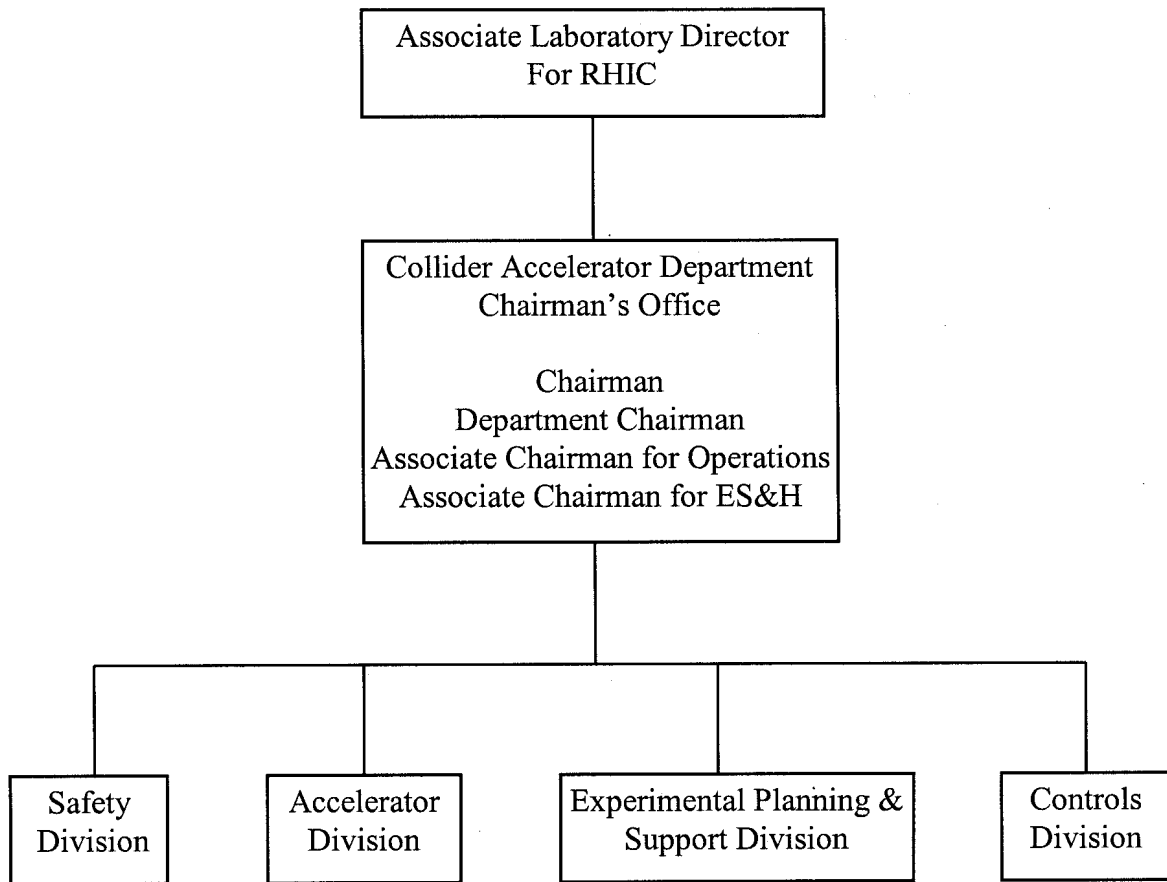 Associate Laboratory Director
For RHIC
Collider Accelerator Department
Chairman's Office
Chairman
Department Chairman
Associate Chairman for Operations
Associate Chairman for ES&H
Safety
Division
Accelerator
Division
Experimental Planning &
Support Division
Controls
Division